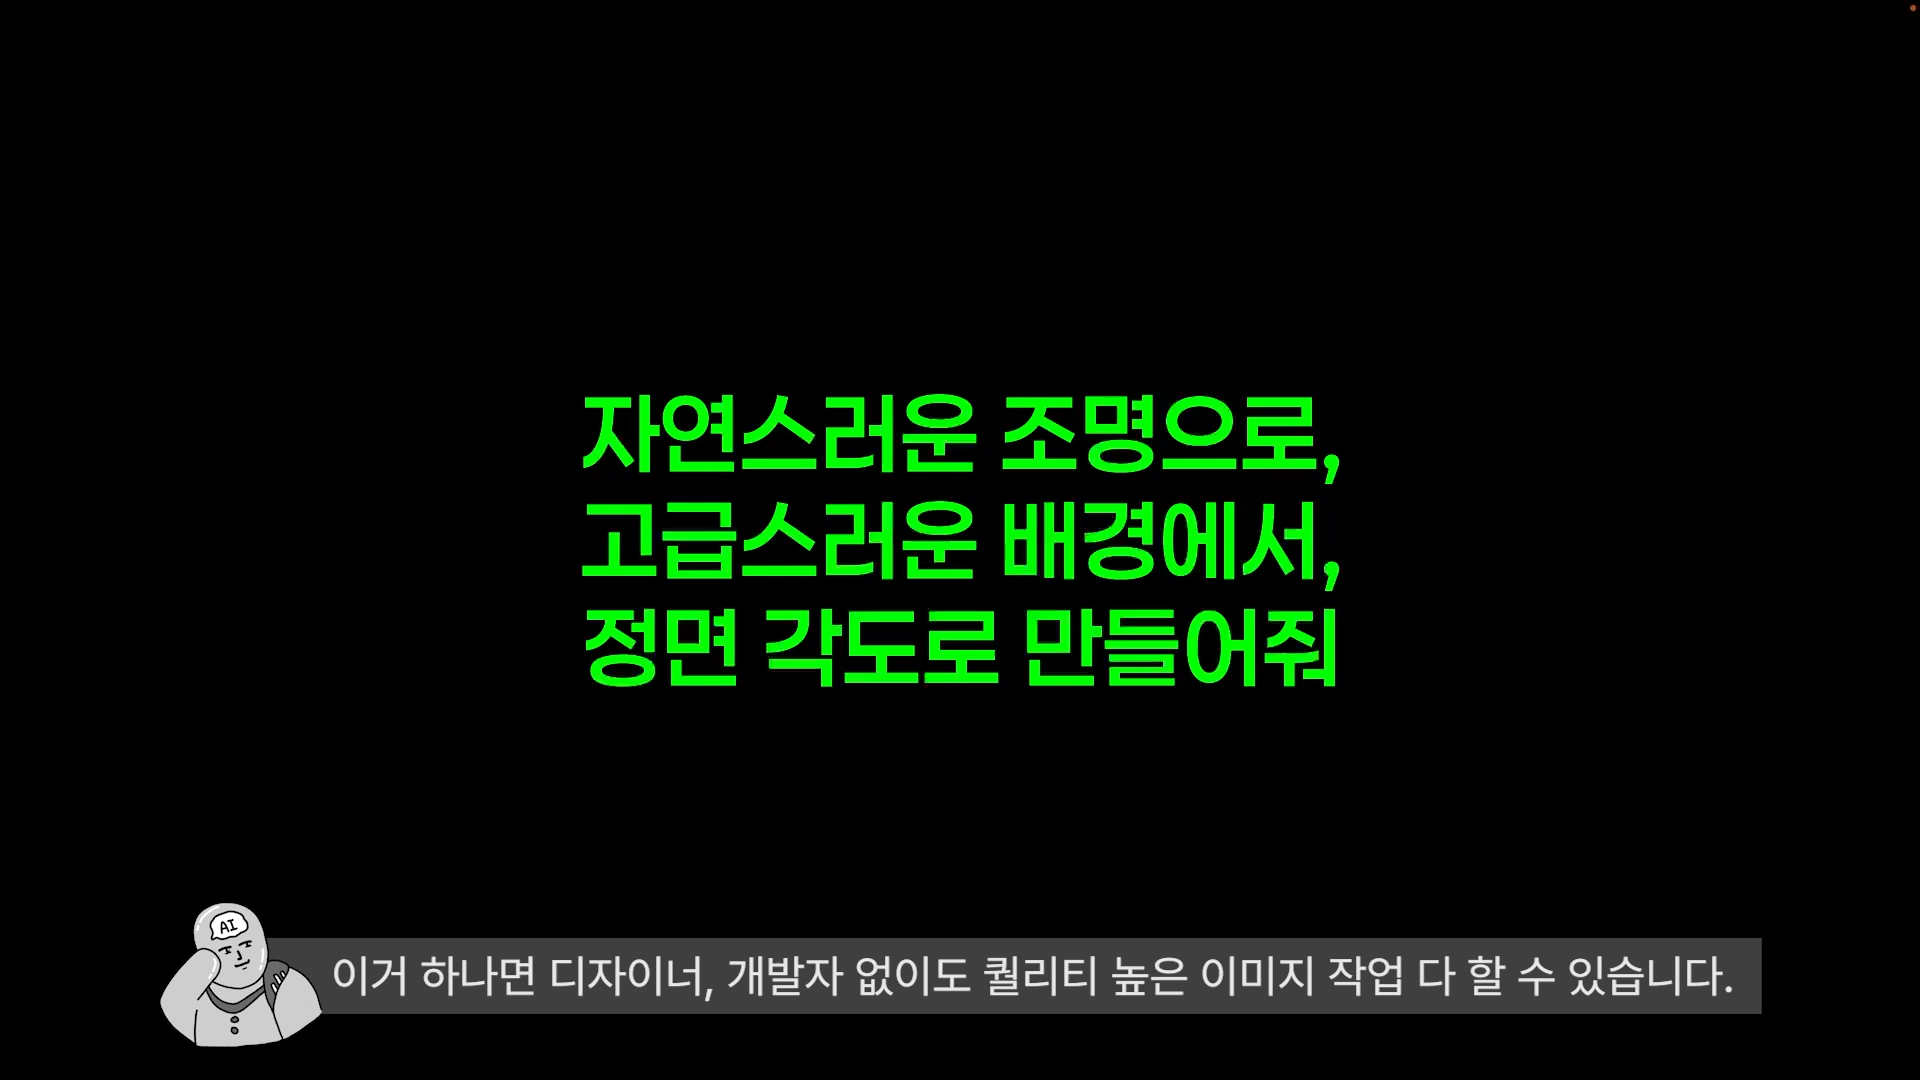 자연스러운 조명으로,
고급스러운 배경에서,
정면 각도로 만들어줘
AI
이거 하나면 디자이너, 개발자 없이도 퀄리티 높은 이미지 작업 다 할 수 있습니다.